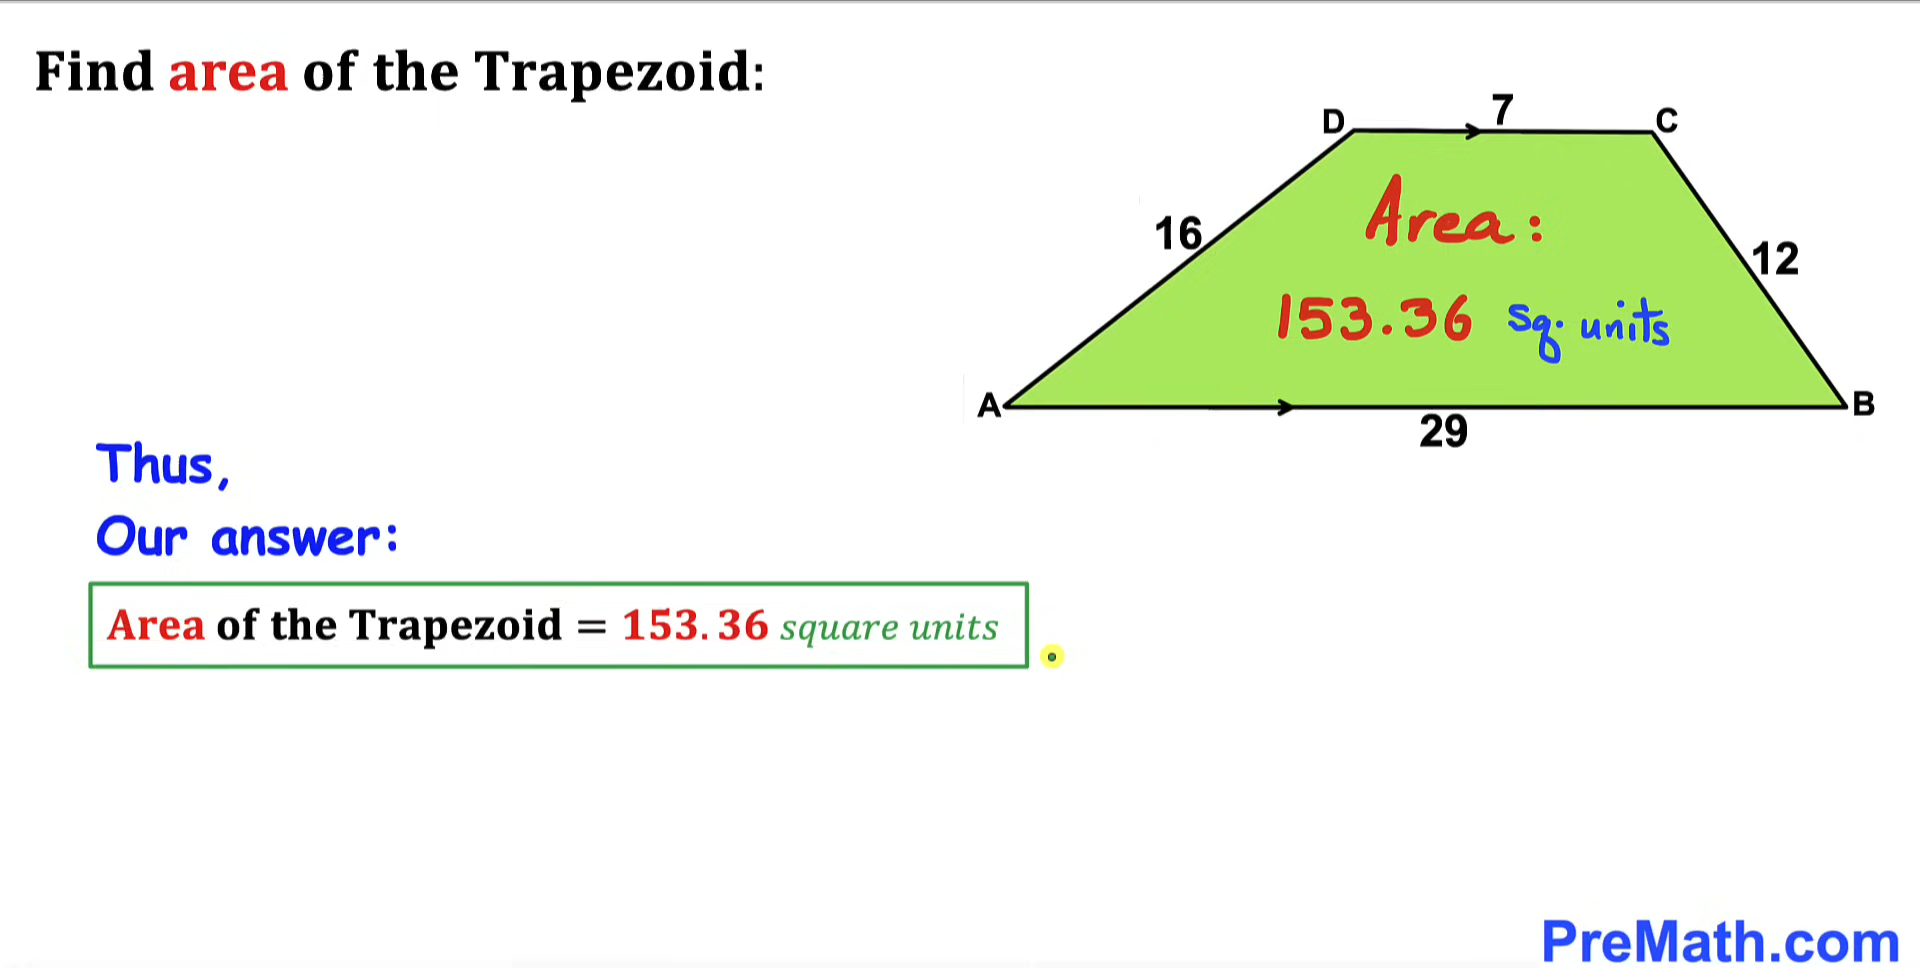 Find area of the Trapezoid:
D
7
C
16
Area:
12
153.36 sq. units
A
B
29
Thus,
Our answer:
Area of the Trapezoid = 153.36 square units
PreMath.com